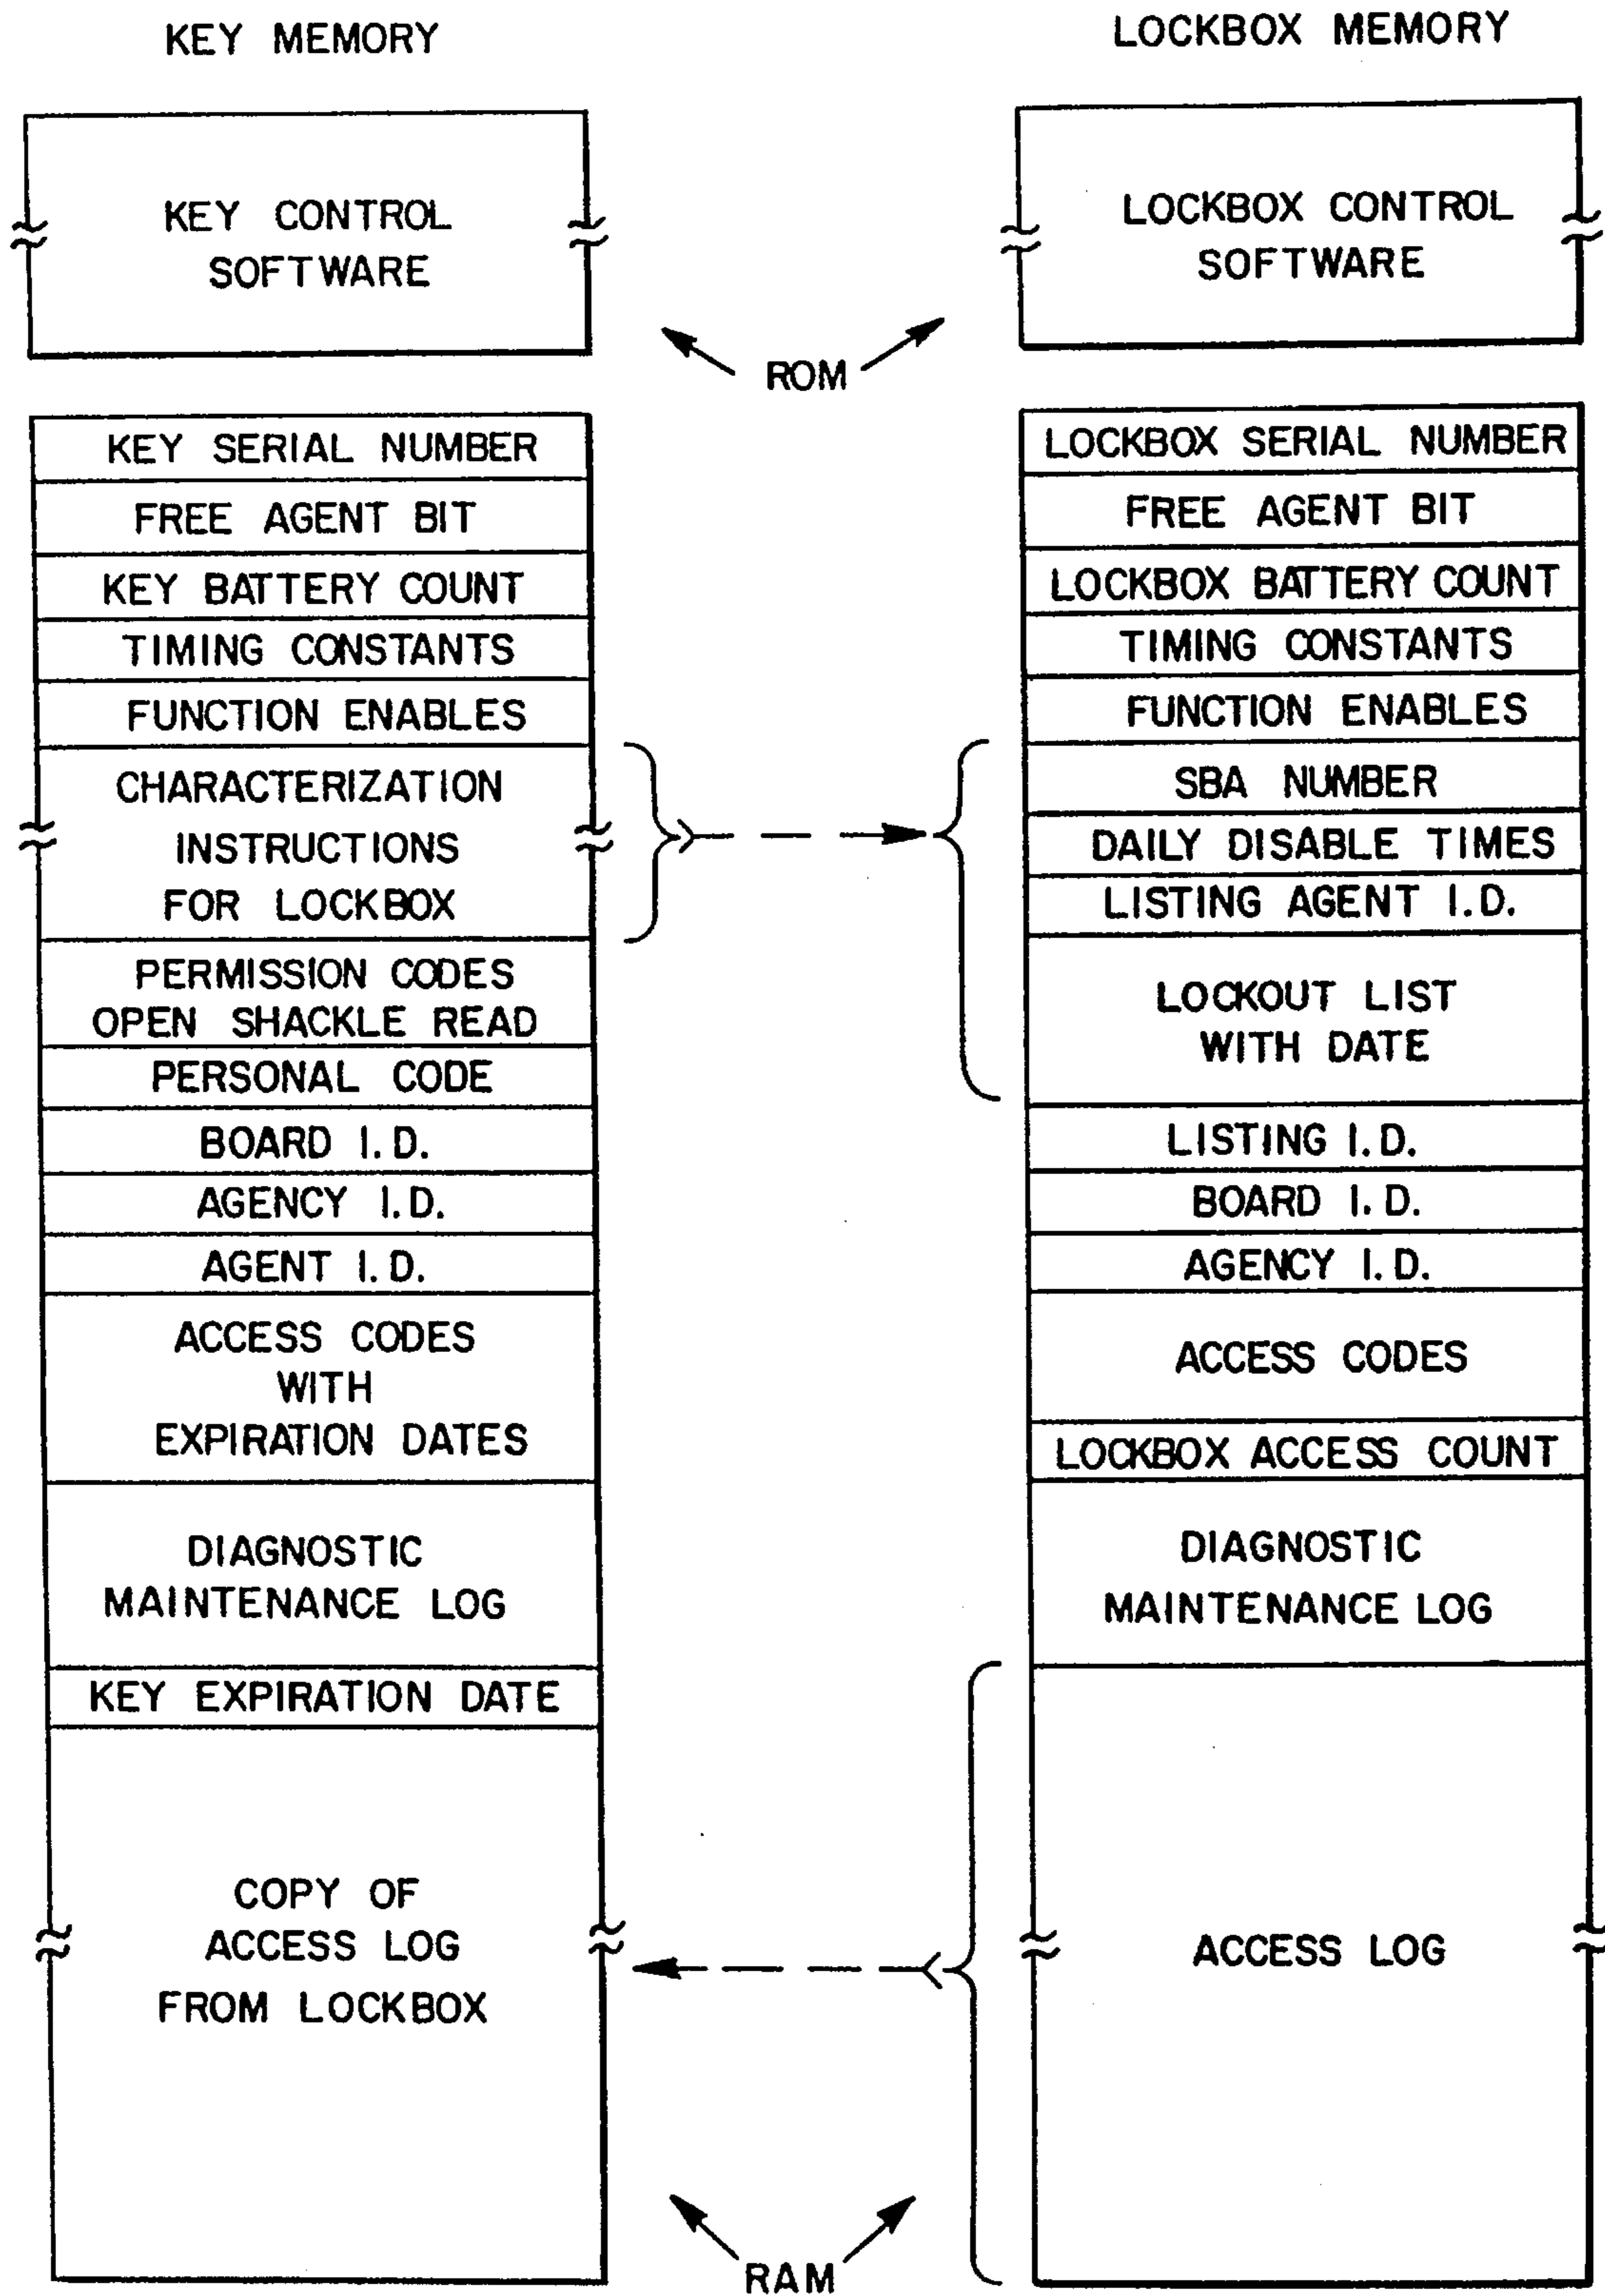 KEY MEMORY
KEY CONTROL
SOFTWARE
KEY SERIAL NUMBER
FREE AGENT BIT
KEY BATTERY COUNT
TIMING CONSTANTS
FUNCTION ENABLES
CHARACTERIZATION
INSTRUCTIONS
FOR LOCKBOX
PERMISSION CODES
OPEN SHACKLE READ
PERSONAL CODE
BOARD I.D.
AGENCY I.D.
AGENT I.D.
ACCESS CODES
WITH
EXPIRATION DATES
DIAGNOSTIC
MAINTENANCE LOG
KEY EXPIRATION DATE
COPY OF
ACCESS LOG
FROM LOCKBOX
ROM
RAM
LOCKBOX MEMORY
LOCKBOX CONTROL
SOFTWARE
LOCKBOX SERIAL NUMBER
FREE AGENT BIT
LOCKBOX BATTERY COUNT
TIMING CONSTANTS
FUNCTION ENABLES
SBA NUMBER
DAILY DISABLE TIMES
LISTING AGENT I.D.
LOCKOUT LIST
WITH DATE
LISTING I.D.
BOARD I.D.
AGENCY I.D.
ACCESS CODES
LOCKBOX ACCESS COUNT
DIAGNOSTIC
MAINTENANCE LOG
ACCESS LOG